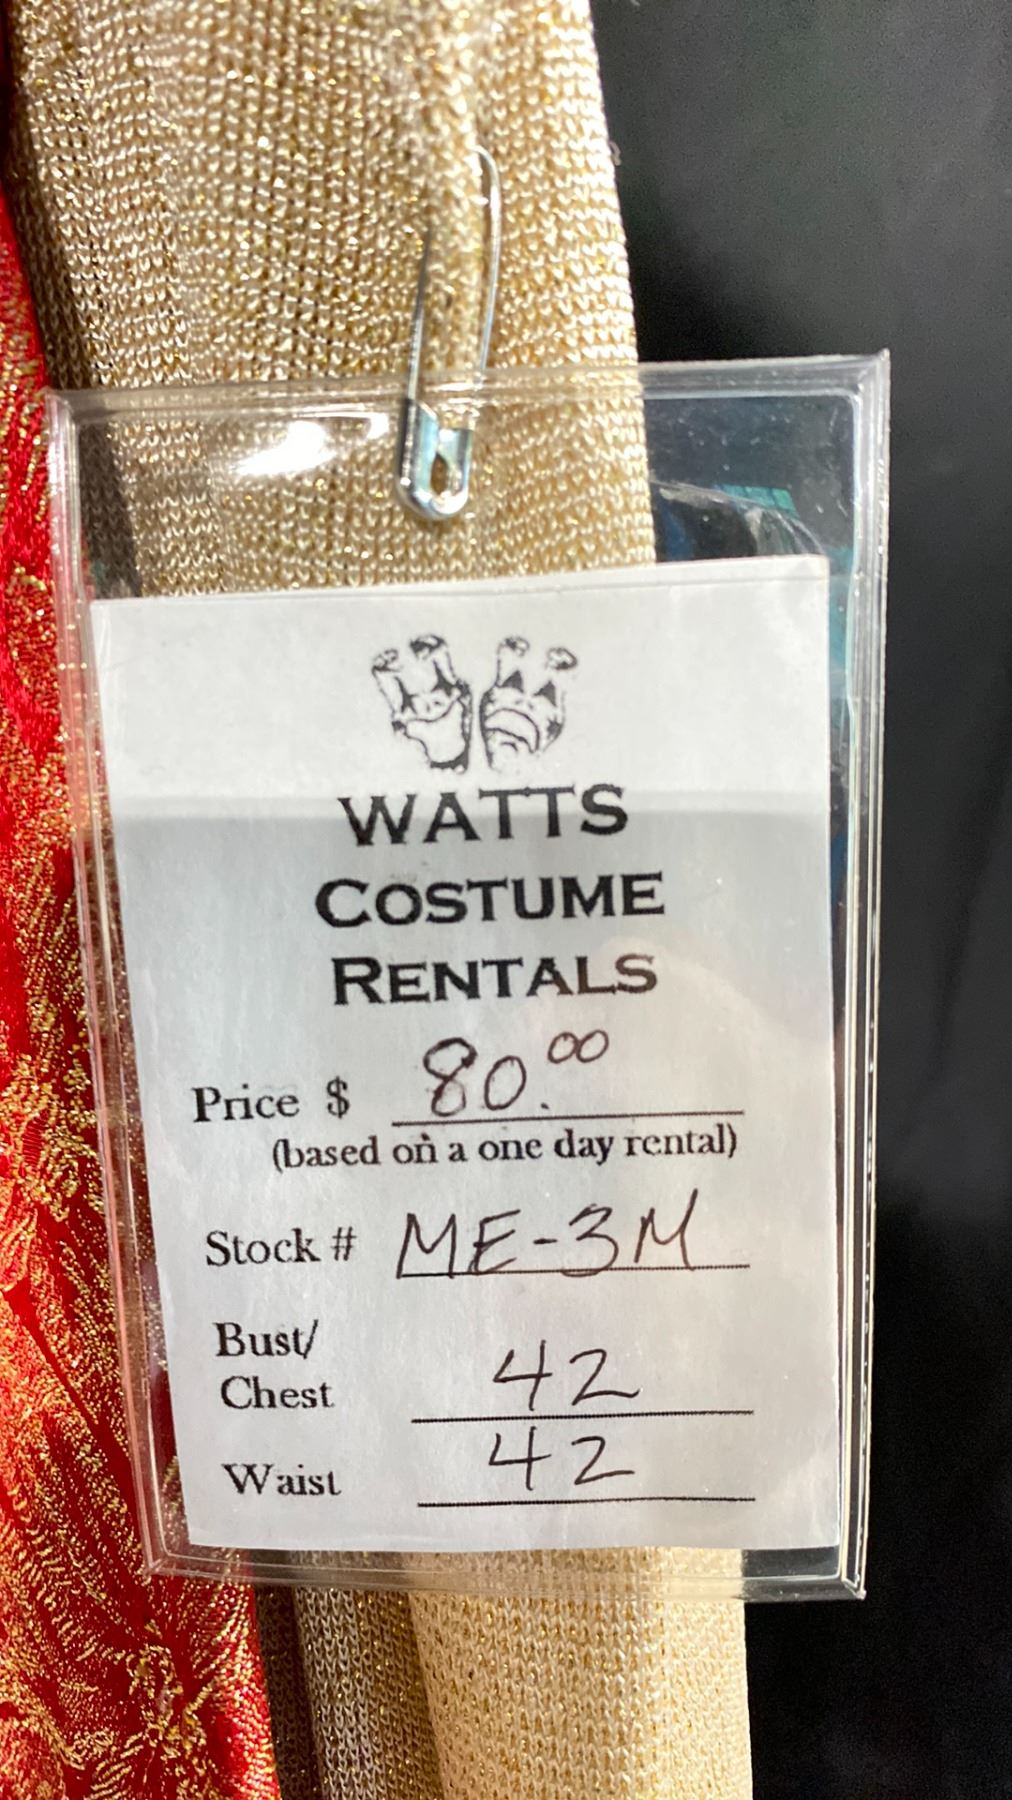 WATTS
COSTUME
RENTALS
Price $ 80.00
(based on a one day rental)
Stock # ME-3M
Bust/
Chest 42
Waist 42